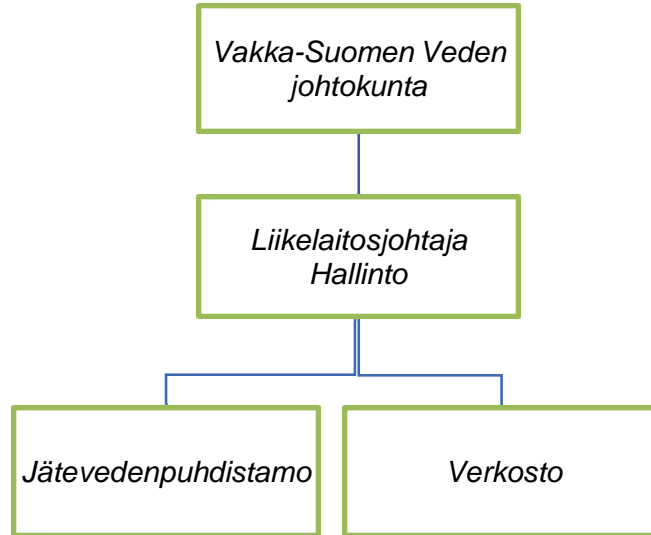 Vakka-Suomen Veden
johtokunta
Liikelaitosjohtaja
Hallinto
Jätevedenpuhdistamo
Verkosto